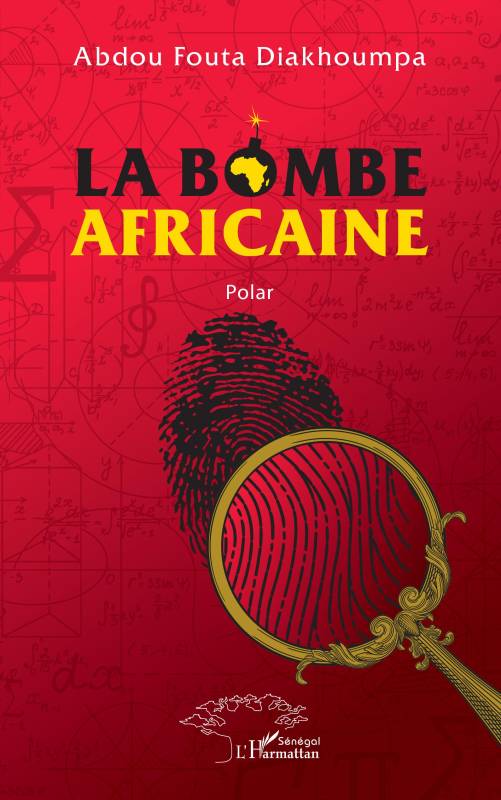 Abdou Fouta Diakhoumpa
LA BOMBE
AFRICAINE
Polar
Sénégal
L'Harmattan